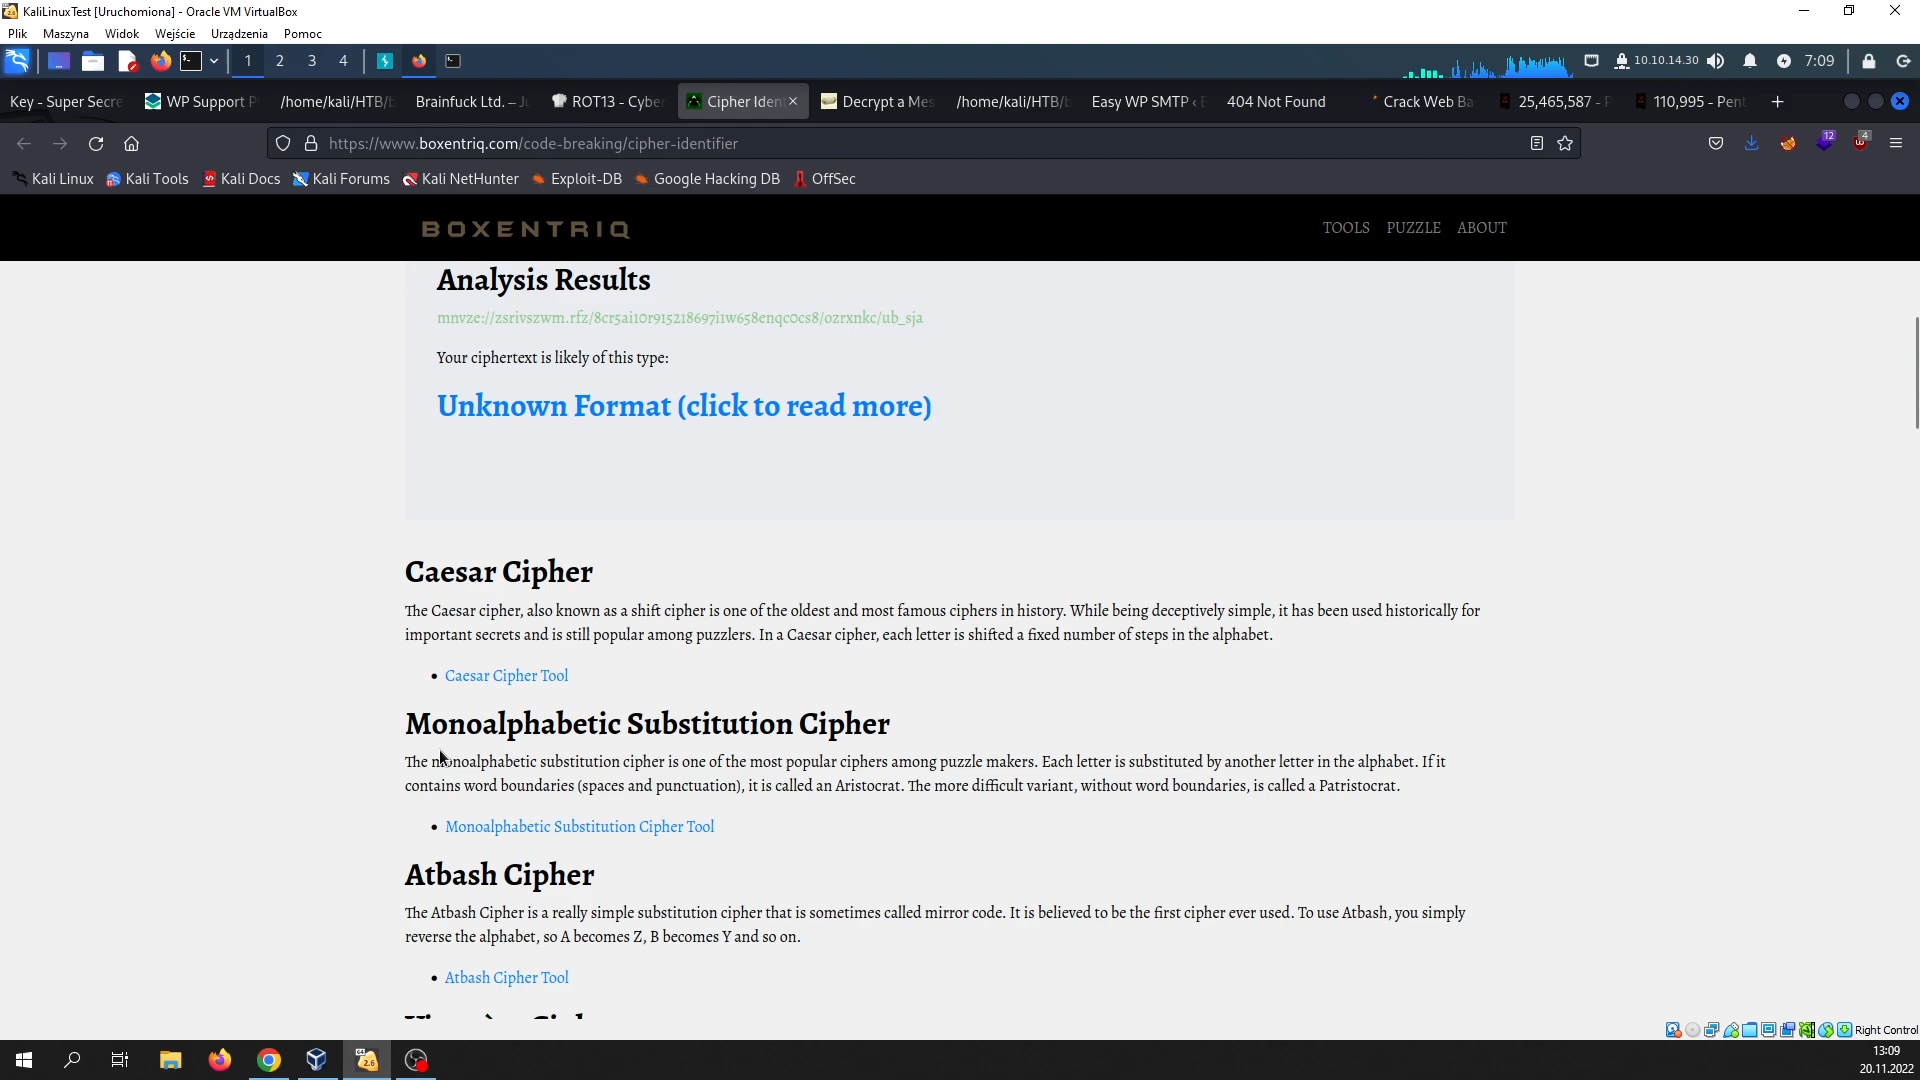 KaliLinuxTest [Uruchomiona] - Oracle VM VirtualBox
Plik Maszyna Widok Wejście Urządzenia Pomoc
1 2 3 4 10.10.14.30 7:09
Key - Super Secre WP Support P /home/kali/HTB/b Brainfuck Ltd. – Ju ROT13 - Cyber Cipher Iden Decrypt a Mes /home/kali/HTB/b Easy WP SMTP ‹ E 404 Not Found Crack Web Ba 25,465,587 - P 110,995 - Pent
https://www.boxentriq.com/code-breaking/cipher-identifier 12 4
Kali Linux Kali Tools Kali Docs Kali Forums Kali NetHunter Exploit-DB Google Hacking DB OffSec
BOXENTRIQ TOOLS PUZZLE ABOUT
Analysis Results
mnvze://zsrivszwm.rfz/8cr5ai10r915218697i1w658enqc0cs8/ozrxnkc/ub_sja
Your ciphertext is likely of this type:
Unknown Format (click to read more)
Caesar Cipher
The Caesar cipher, also known as a shift cipher is one of the oldest and most famous ciphers in history. While being deceptively simple, it has been used historically for
important secrets and is still popular among puzzlers. In a Caesar cipher, each letter is shifted a fixed number of steps in the alphabet.
• Caesar Cipher Tool
Monoalphabetic Substitution Cipher
The monoalphabetic substitution cipher is one of the most popular ciphers among puzzle makers. Each letter is substituted by another letter in the alphabet. If it
contains word boundaries (spaces and punctuation), it is called an Aristocrat. The more difficult variant, without word boundaries, is called a Patristocrat.
• Monoalphabetic Substitution Cipher Tool
Atbash Cipher
The Atbash Cipher is a really simple substitution cipher that is sometimes called mirror code. It is believed to be the first cipher ever used. To use Atbash, you simply
reverse the alphabet, so A becomes Z, B becomes Y and so on.
• Atbash Cipher Tool
Right Control
13:09
20.11.2022